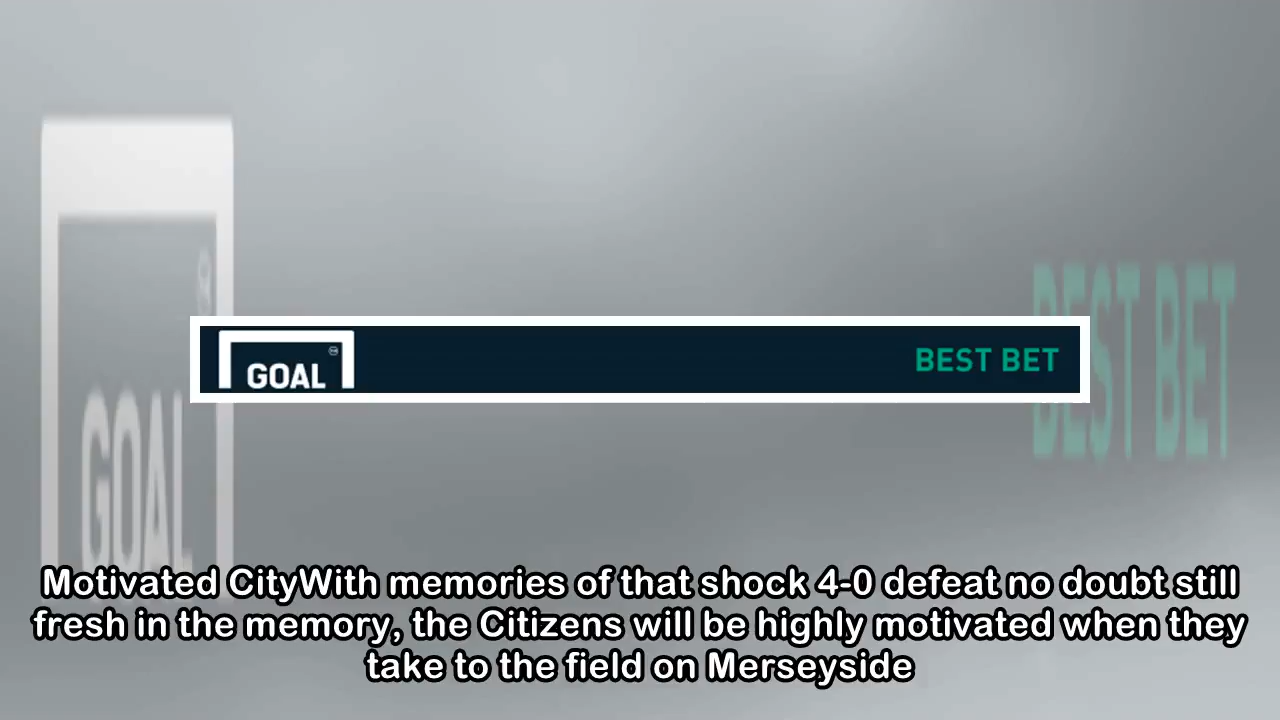 GOAL
BEST BET
GOAL
BEST BET
Motivated CityWith memories of that shock 4-0 defeat no doubt still
fresh in the memory, the Citizens will be highly motivated when they
take to the field on Merseyside